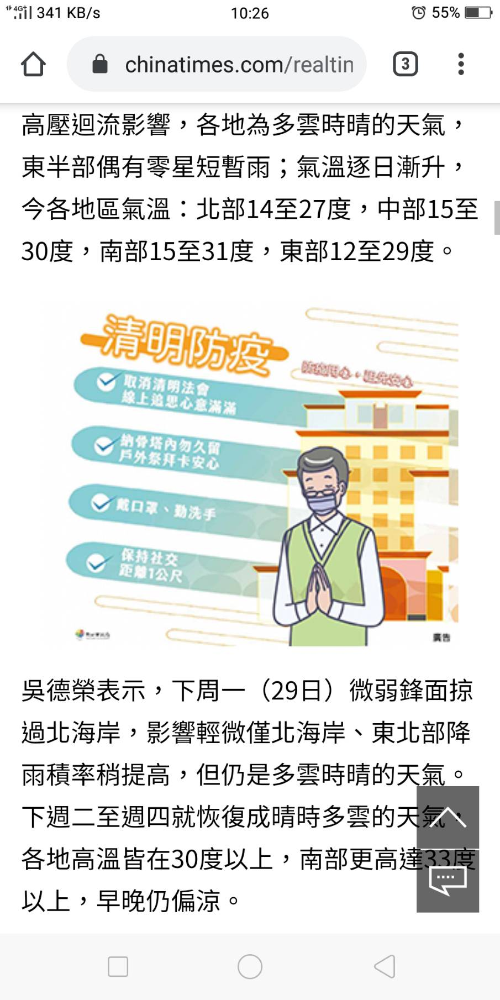 4G+ 341 KB/s 10:26 55%
chinatimes.com/realtin 3
高壓迴流影響，各地為多雲時晴的天氣，
東半部偶有零星短暫雨；氣溫逐日漸升，
今各地區氣溫：北部14至27度，中部15至
30度，南部15至31度，東部12至29度。
清明防疫
防疫用心，祖先安心
取消清明法會
線上追思心意滿滿
納骨塔內勿久留
戶外祭拜卡安心
戴口罩、勤洗手
保持社交
距離1公尺
廣告
吳德榮表示，下周一（29日）微弱鋒面掠
過北海岸，影響輕微僅北海岸、東北部降
雨積率稍提高，但仍是多雲時晴的天氣。
下週二至週四就恢復成晴時多雲的天氣，
各地高溫皆在30度以上，南部更高達33度
以上，早晚仍偏涼。